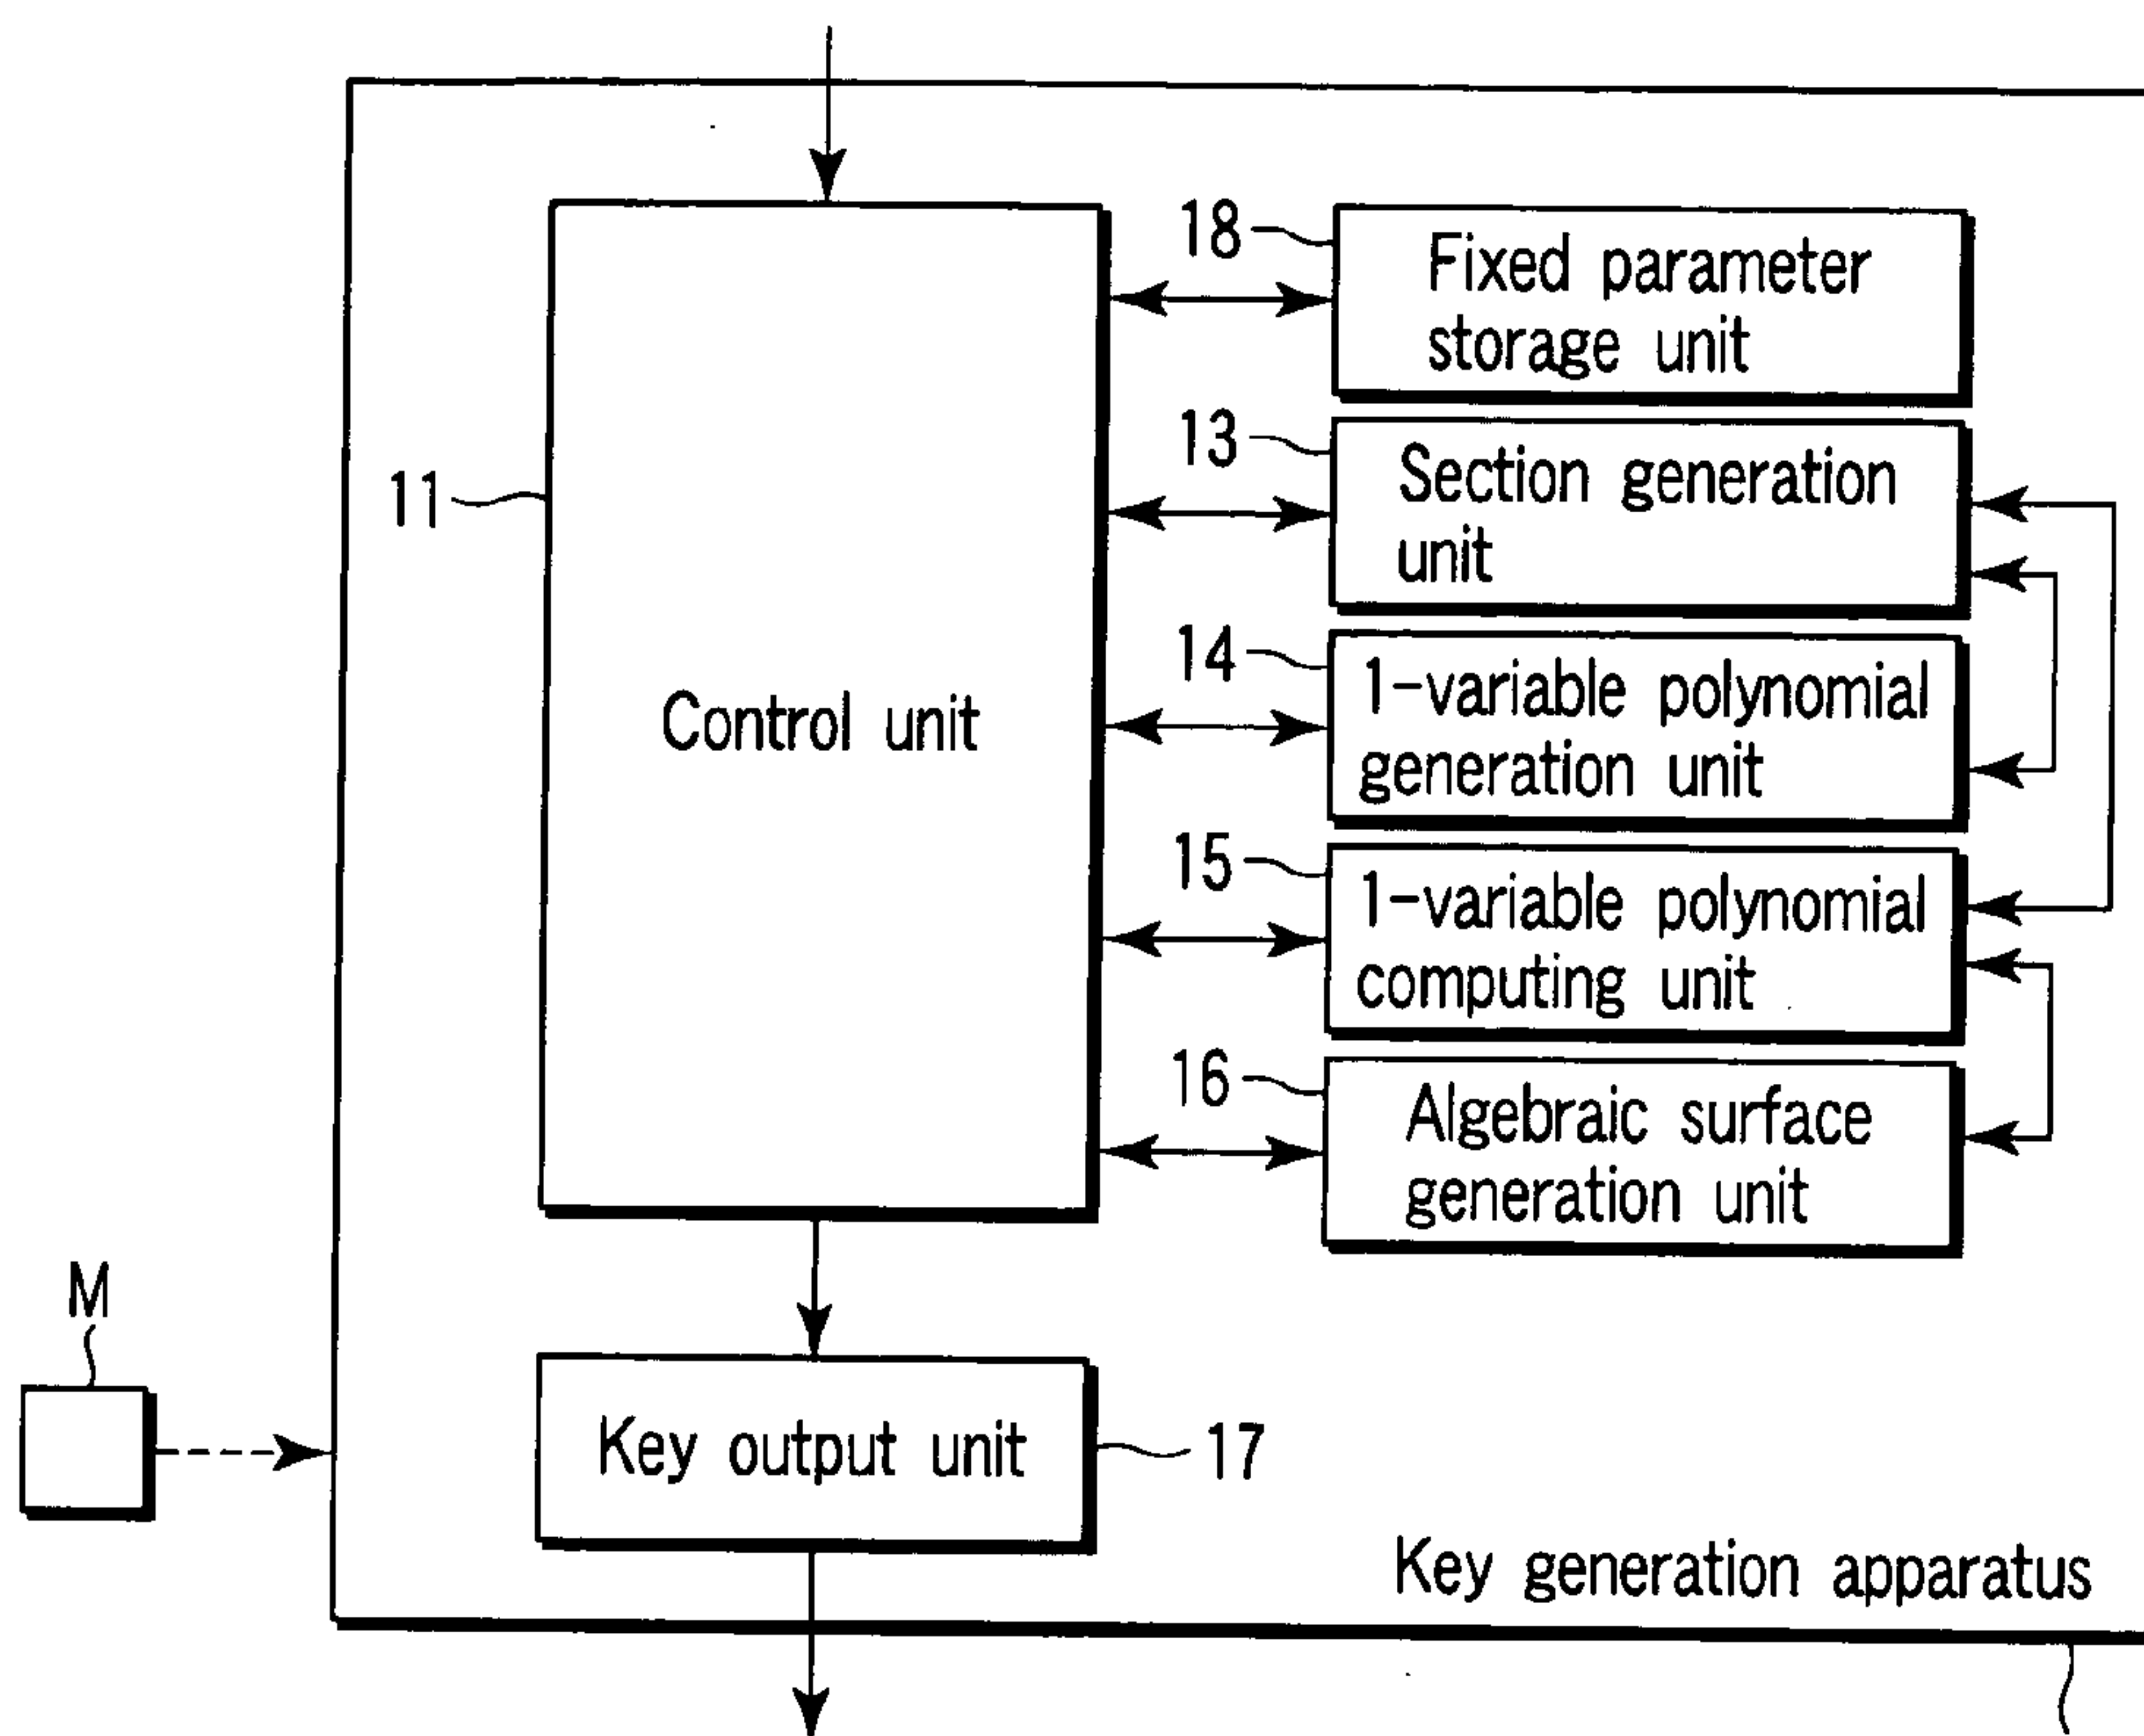 18
Fixed parameter
storage unit
13
Section generation
unit
11
14
1-variable polynomial
generation unit
Control unit
15
1-variable polynomial
computing unit
16
Algebraic surface
generation unit
M
Key output unit
17
Key generation apparatus